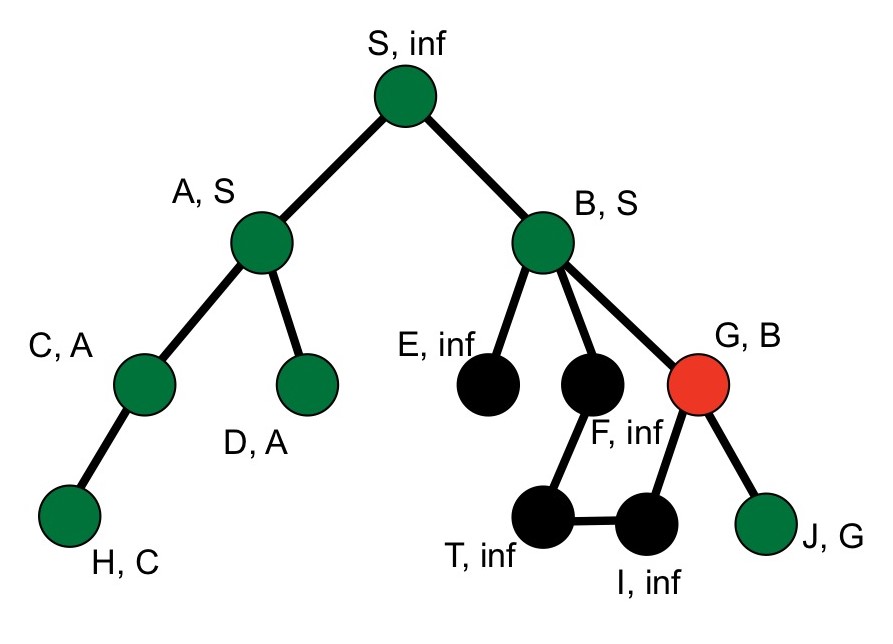 S, inf
A, S
B, S
C, A
E, inf
G, B
D, A
F, inf
H, C
T, inf
I, inf
J, G